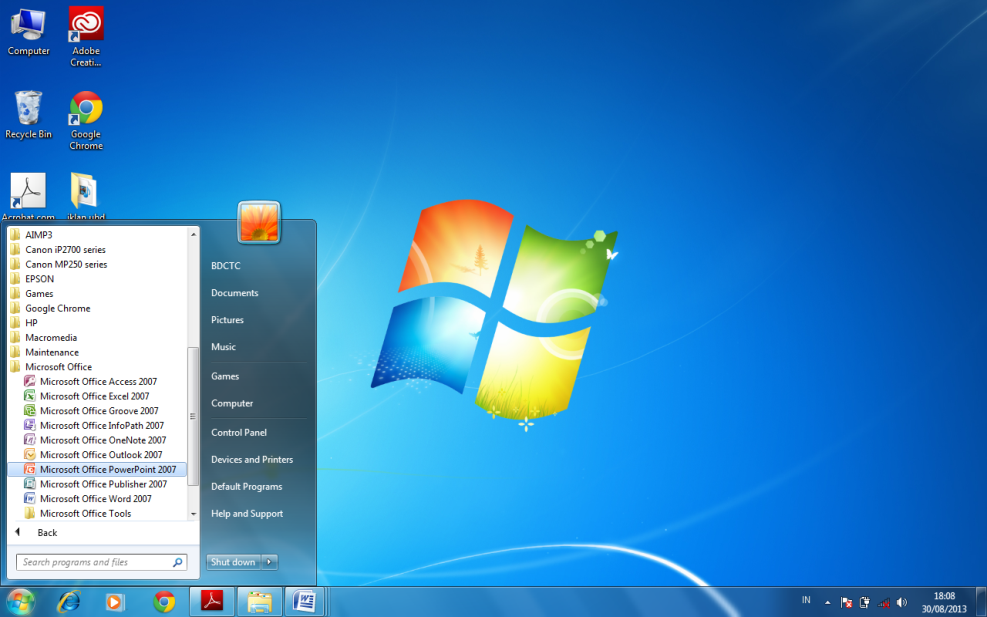 Computer
Adobe
Creati...
Recycle Bin
Google
Chrome
Acrobat.com
iklan ubd
AIMP3
Canon iP2700 series
Canon MP250 series
EPSON
Games
Google Chrome
HP
Macromedia
Maintenance
Microsoft Office
Microsoft Office Access 2007
Microsoft Office Excel 2007
Microsoft Office Groove 2007
Microsoft Office InfoPath 2007
Microsoft Office OneNote 2007
Microsoft Office Outlook 2007
Microsoft Office PowerPoint 2007
Microsoft Office Publisher 2007
Microsoft Office Word 2007
Microsoft Office Tools
Back
Search programs and files
BDCTC
Documents
Pictures
Music
Games
Computer
Control Panel
Devices and Printers
Default Programs
Help and Support
Shut down
IN
18:08
30/08/2013